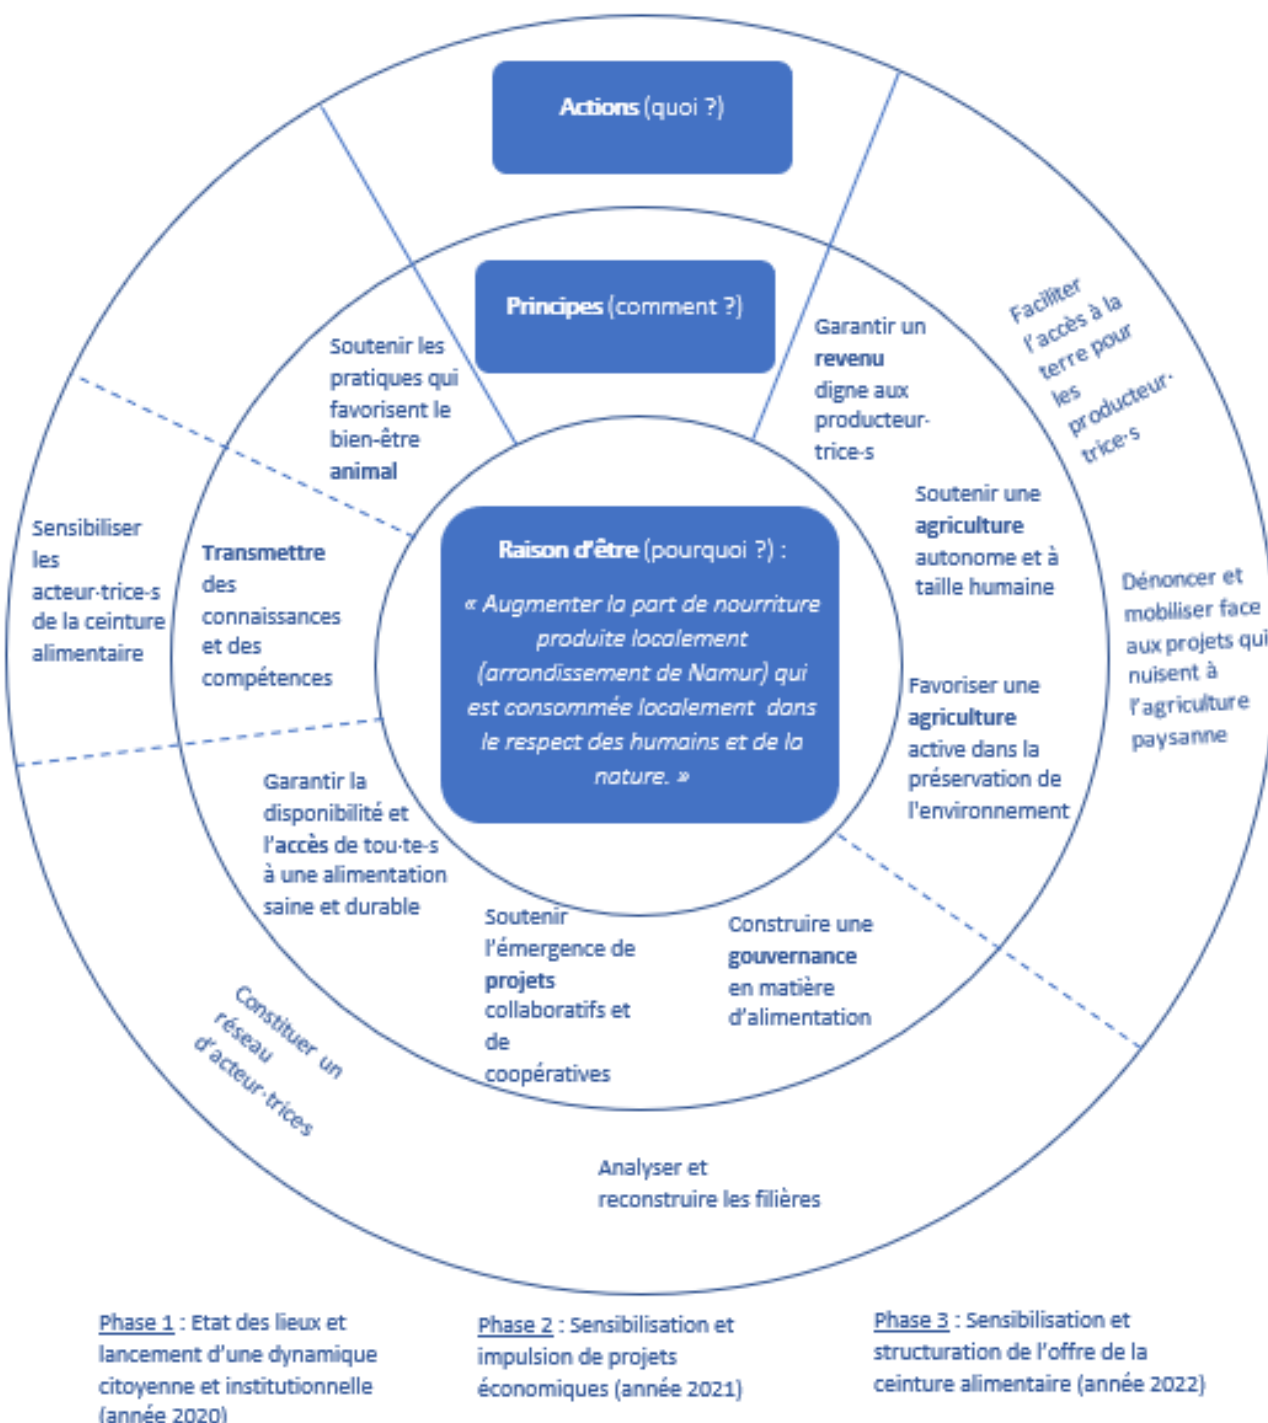 Actions (quoi ?)
Principes (comment ?)
Raison d'être (pourquoi ?) :
« Augmenter la part de nourriture
produite localement
(arrondissement de Namur) qui
est consommée localement dans
le respect des humains et de la
nature. »
Garantir un
revenu
digne aux
producteur·
trice·s
Soutenir une
agriculture
autonome et à
taille humaine
Favoriser une
agriculture
active dans la
préservation de
l'environnement
Construire une
gouvernance
en matière
d'alimentation
Soutenir
l'émergence de
projets
collaboratifs et
de
coopératives
Garantir la
disponibilité et
l'accès de tou·te·s
à une alimentation
saine et durable
Transmettre
des
connaissances
et des
compétences
Soutenir les
pratiques qui
favorisent le
bien-être
animal
Faciliter
l'accès à la
terre pour
les
producteur·
trice·s
Dénoncer et
mobiliser face
aux projets qui
nuisent à
l'agriculture
paysanne
Analyser et
reconstruire les filières
Constituer un
réseau
d'acteur·trices
Sensibiliser
les
acteur·trice·s
de la ceinture
alimentaire
Phase 1 : Etat des lieux et
lancement d'une dynamique
citoyenne et institutionnelle
(année 2020)
Phase 2 : Sensibilisation et
impulsion de projets
économiques (année 2021)
Phase 3 : Sensibilisation et
structuration de l'offre de la
ceinture alimentaire (année 2022)